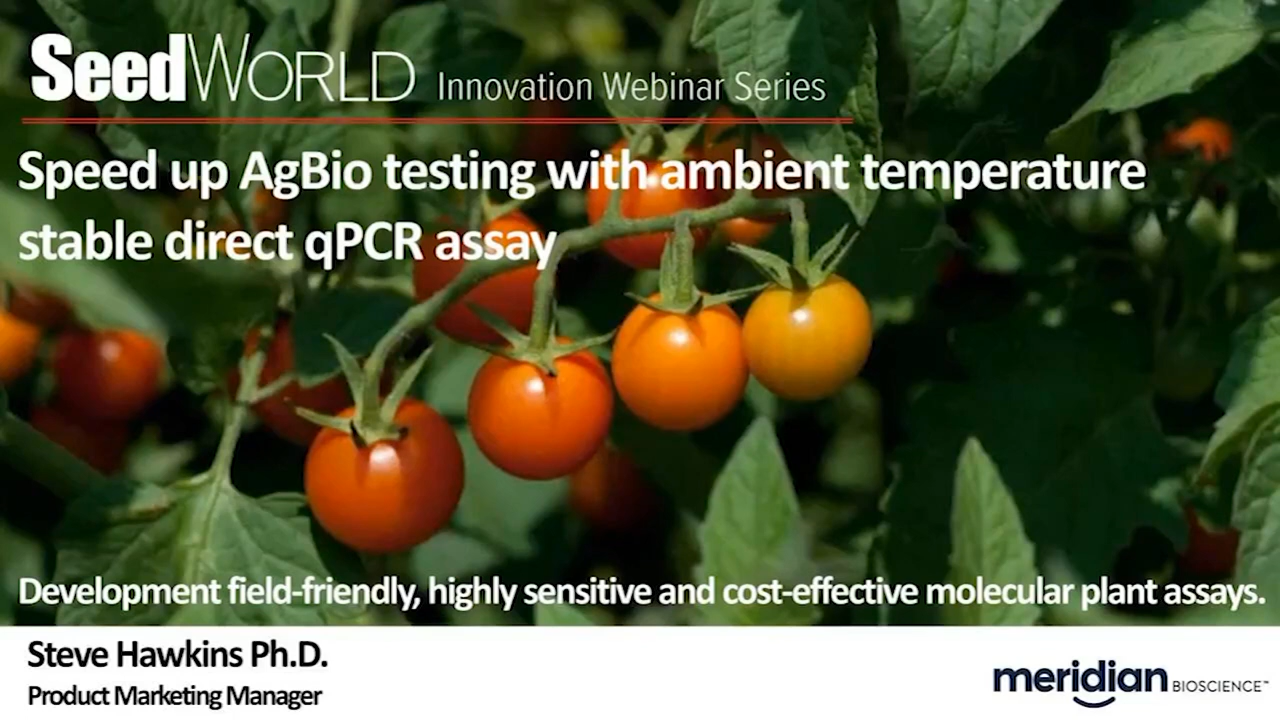 SeedWORLD Innovation Webinar Series
Speed up AgBio testing with ambient temperature
stable direct qPCR assay
Development field-friendly, highly sensitive and cost-effective molecular plant assays.
Steve Hawkins Ph.D.
Product Marketing Manager
meridian BIOSCIENCE™